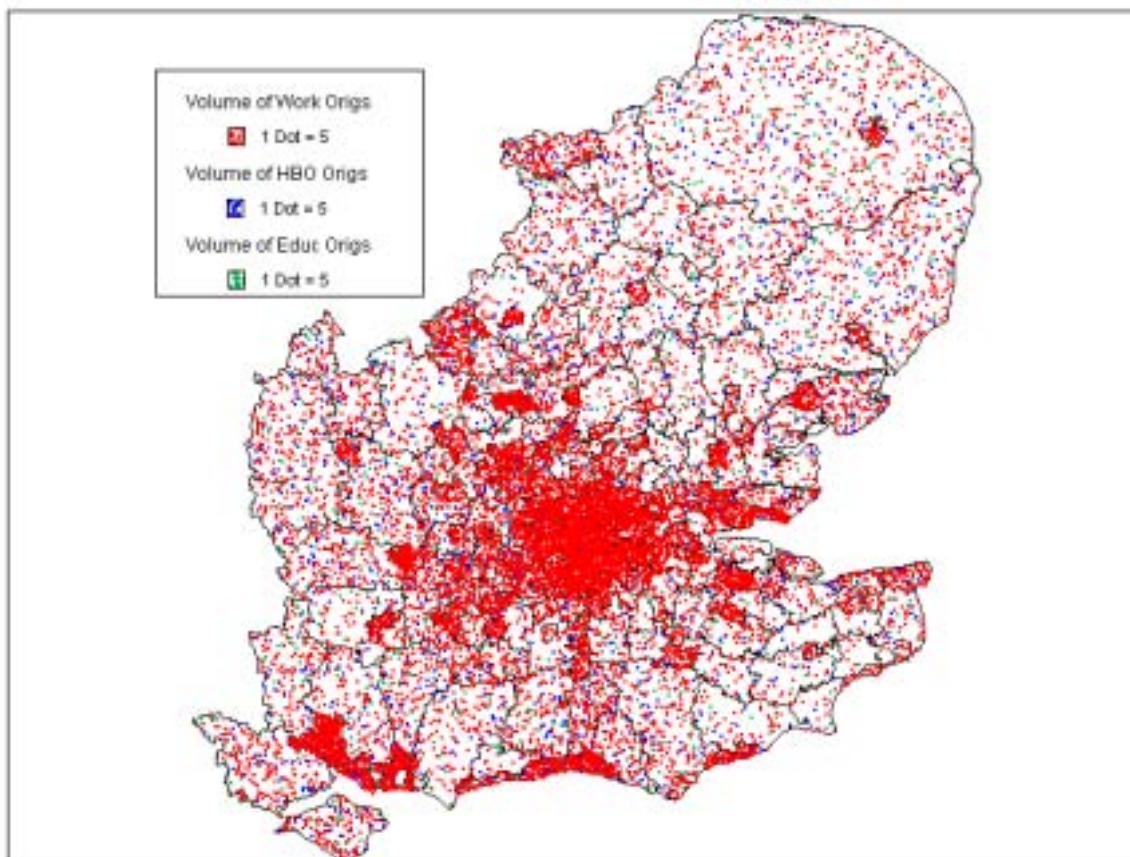 Volume of Work Origs
1 Dot = 5
Volume of HBO Origs
1 Dot = 5
Volume of Educ Origs
1 Dot = 5